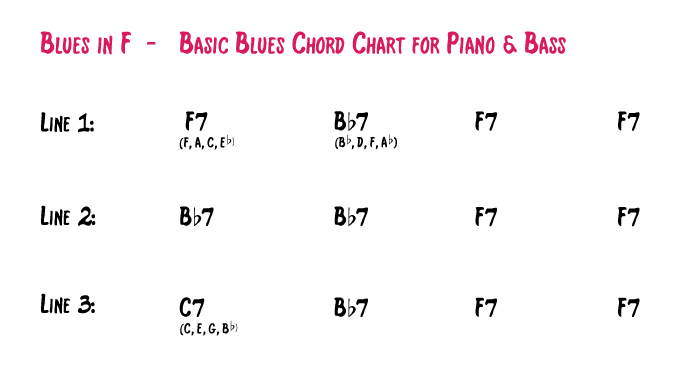 Blues in F - Basic Blues Chord Chart for Piano & Bass
Line 1: F7 B♭7 F7 F7
(F, A, C, E♭) (B♭, D, F, A♭)
Line 2: B♭7 B♭7 F7 F7
Line 3: C7 B♭7 F7 F7
(C, E, G, B♭)